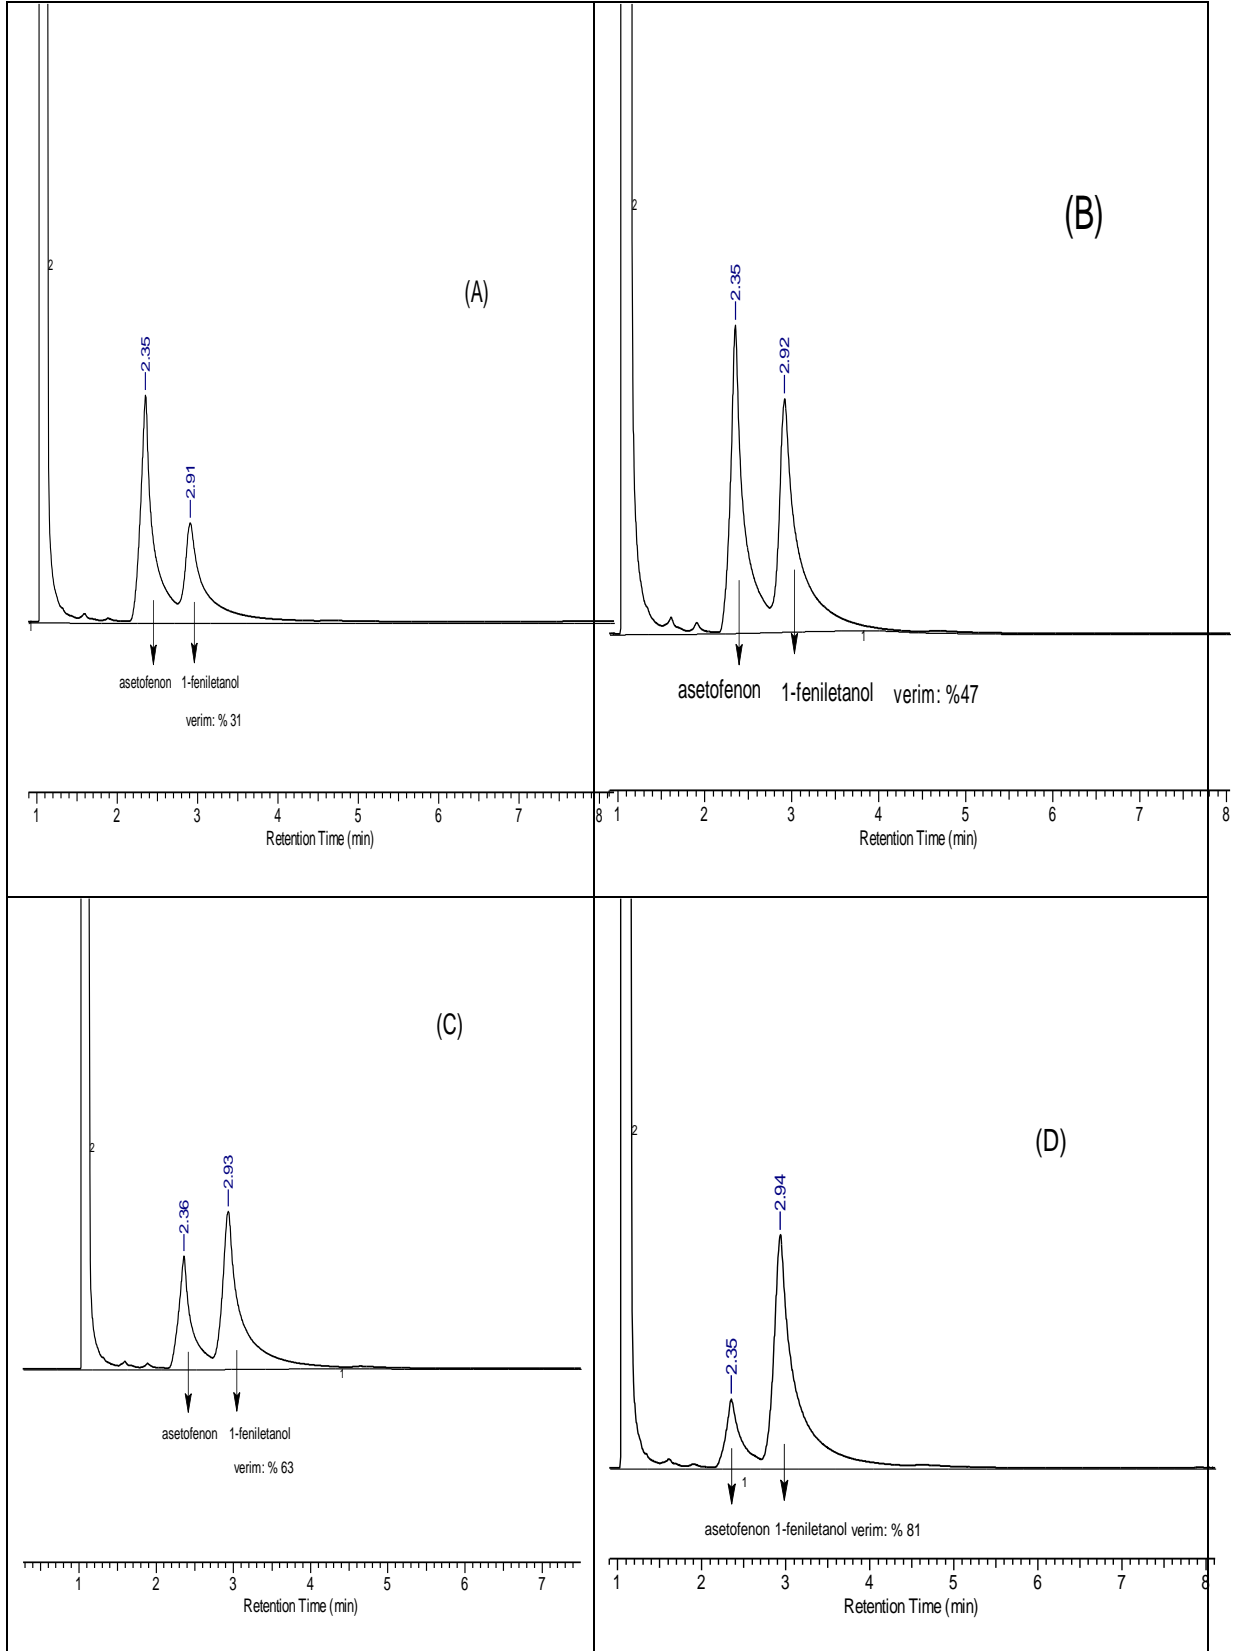 (A)
2
2.35
2.91
1
asetofenon 1-feniletanol
verim: % 31
1 2 3 4 5 6 7 8
Retention Time (min)
(B)
2
2.35
2.92
1
asetofenon 1-feniletanol verim: %47
1 2 3 4 5 6 7 8
Retention Time (min)
(C)
2
2.36
2.93
1
asetofenon 1-feniletanol
verim: % 63
1 2 3 4 5 6 7
Retention Time (min)
(D)
2
2.35
2.94
1
asetofenon 1-feniletanol verim: % 81
1 2 3 4 5 6 7 8
Retention Time (min)